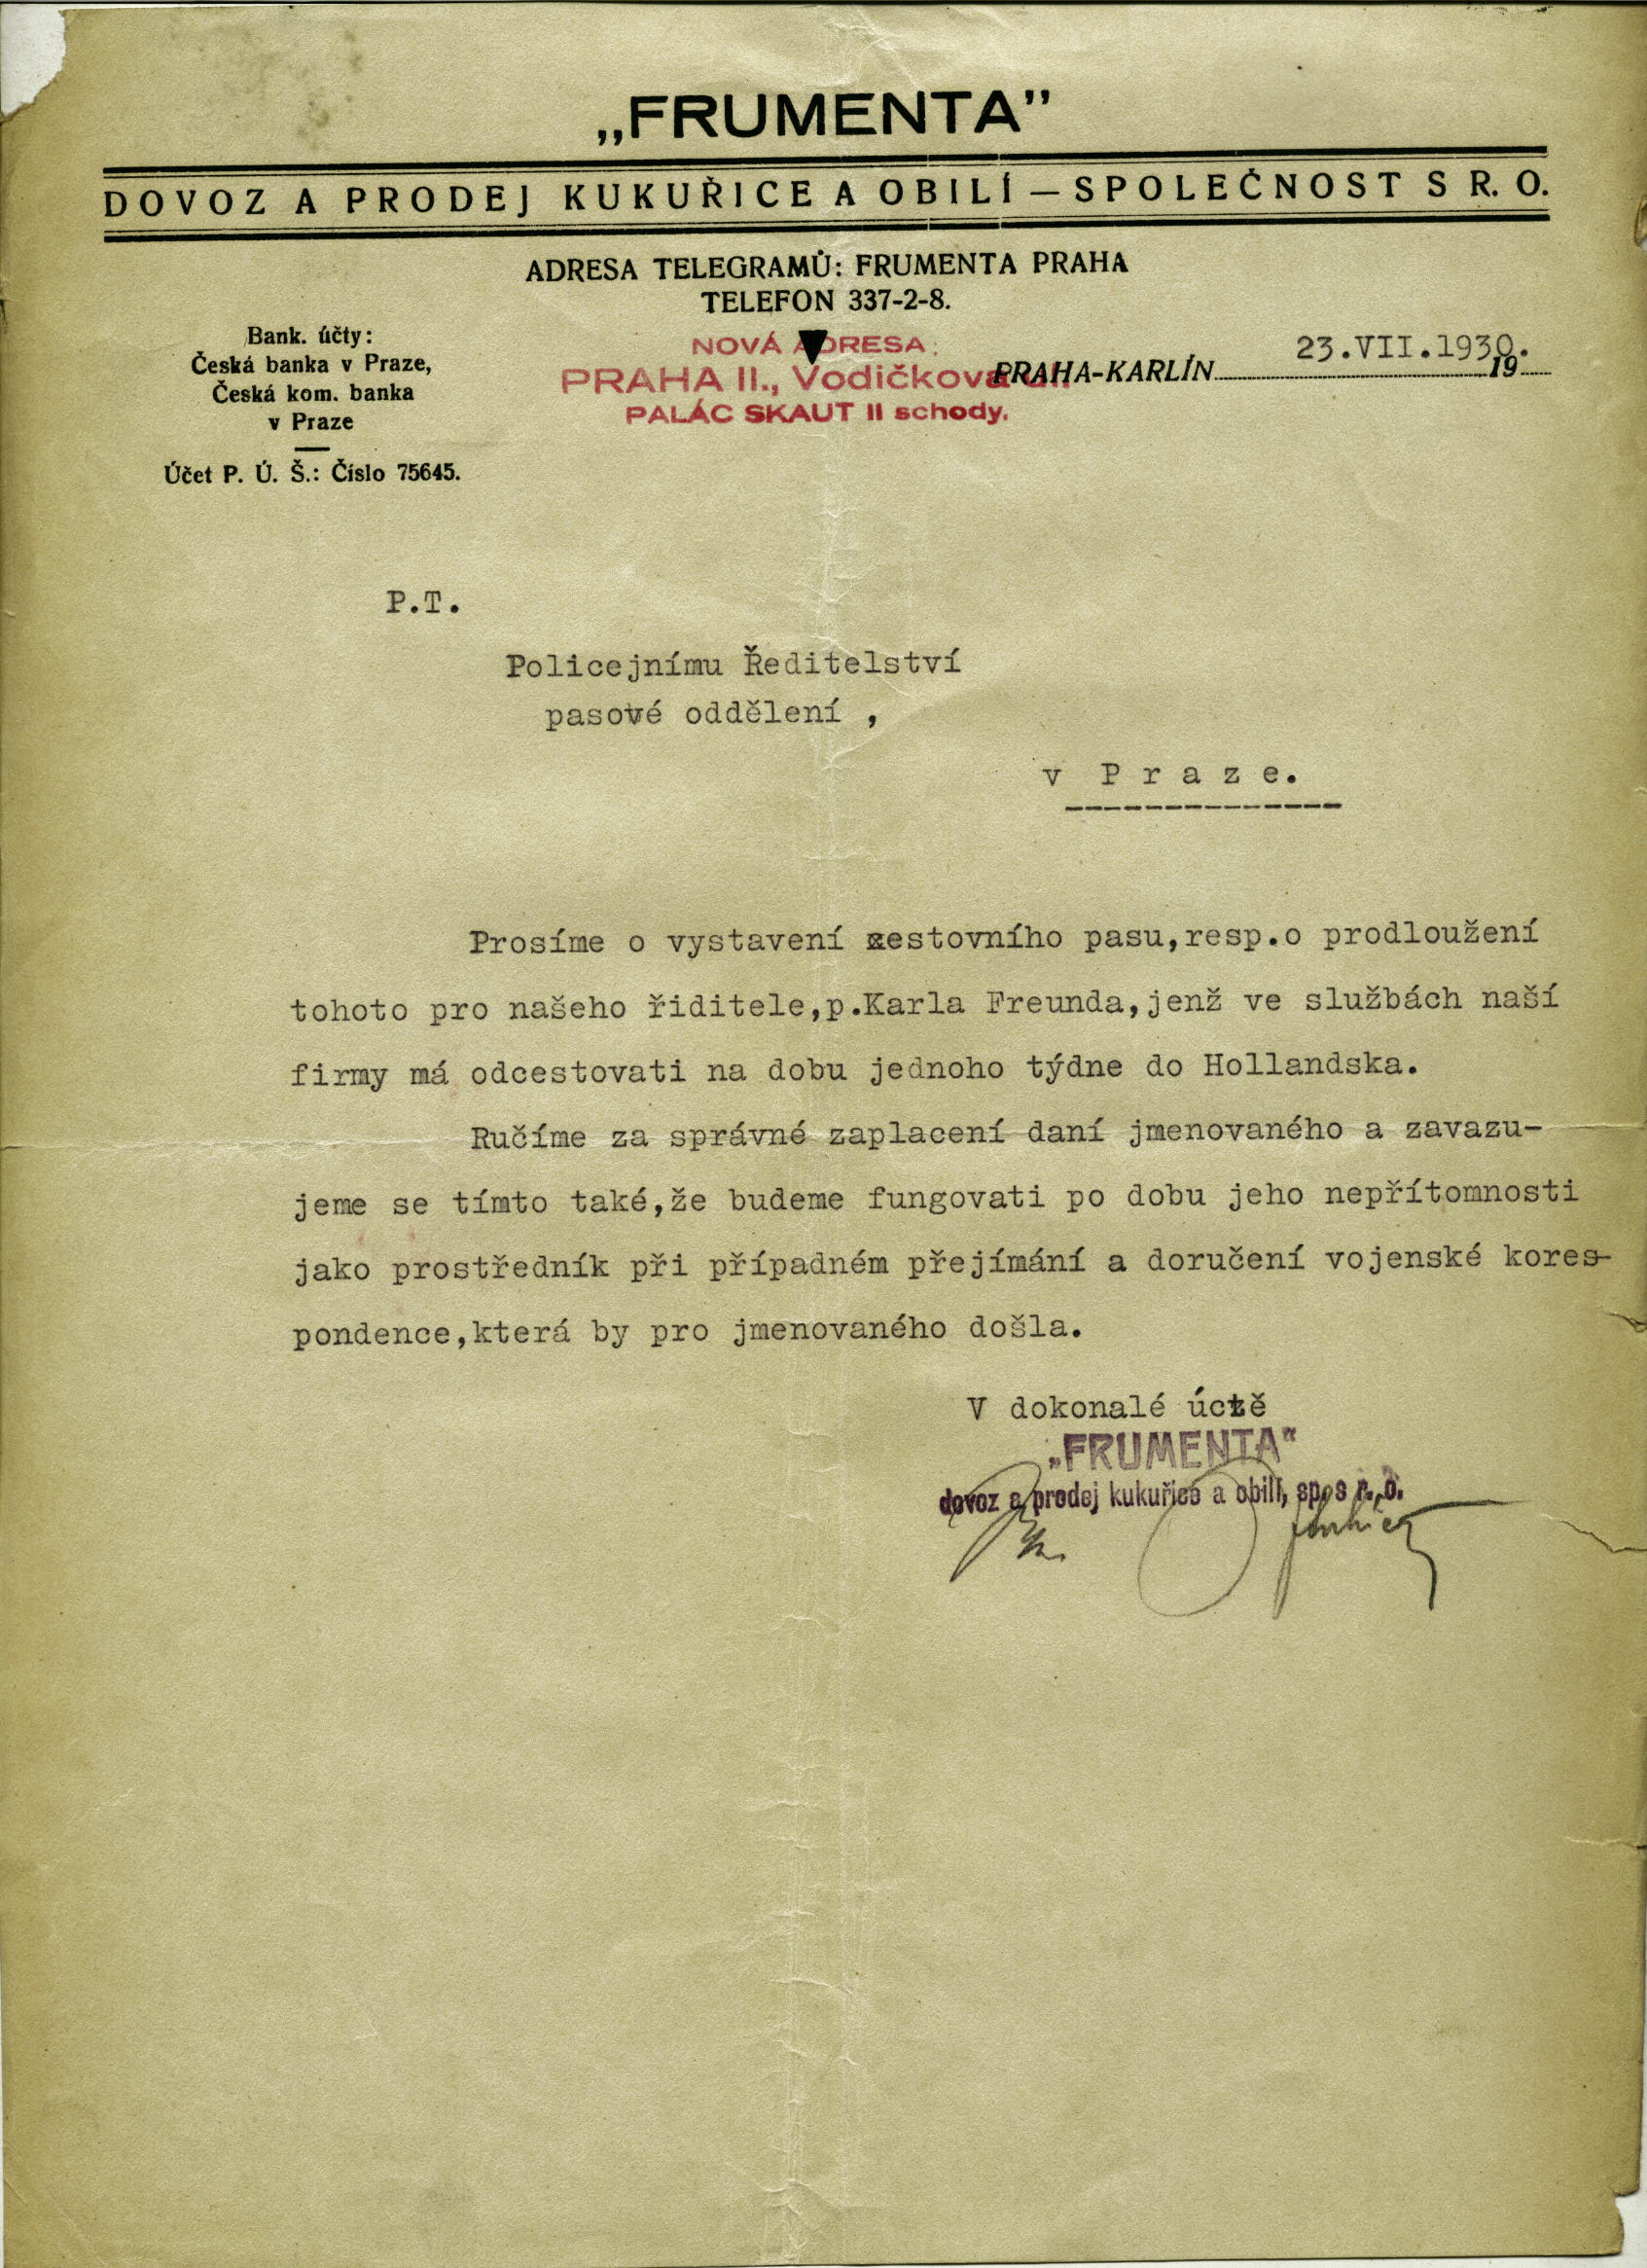 „FRUMENTA”
DOVOZ A PRODEJ KUKUŘICE A OBILÍ — SPOLEČNOST S R. O.
ADRESA TELEGRAMŮ: FRUMENTA PRAHA
TELEFON 337-2-8.
Bank. účty:
Česká banka v Praze,
Česká kom. banka
v Praze
Účet P. Ú. Š.: Číslo 75645.
NOVÁ ADRESA:
PRAHA II., Vodičkova
PALÁC SKAUT II schody.
PRAHA-KARLÍN 23.VII.1930. 19
P.T.
Policejnímu Ředitelství
pasové oddělení ,
v P r a z e.
Prosíme o vystavení cestovního pasu,resp.o prodloužení
tohoto pro našeho řiditele,p.Karla Freunda,jenž ve službách naší
firmy má odcestovati na dobu jednoho týdne do Hollandska.
Ručíme za správné zaplacení daní jmenovaného a zavazu-
jeme se tímto také,že budeme fungovati po dobu jeho nepřítomnosti
jako prostředník při případném přejímání a doručení vojenské kores-
pondence,která by pro jmenovaného došla.
V dokonalé úctě
„FRUMENTA“
dovoz a prodej kukuřice a obilí, spol s r. o.